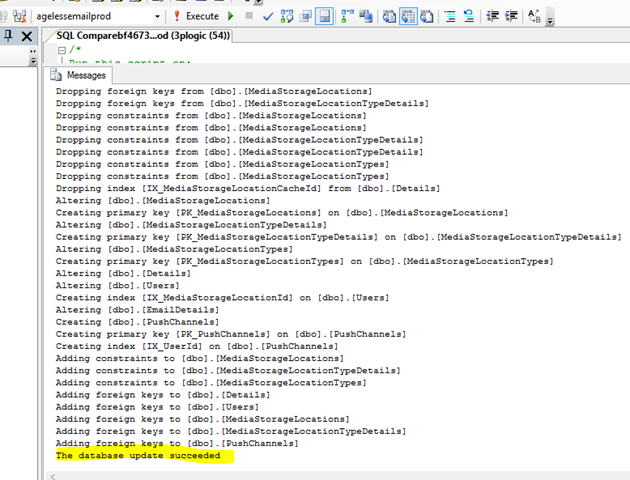 agelessemailprod
Execute
SQL Comparebf4673...od (3plogic (54))
/*
Run this script on:
Messages
Dropping foreign keys from [dbo].[MediaStorageLocations]
Dropping foreign keys from [dbo].[MediaStorageLocationTypeDetails]
Dropping constraints from [dbo].[MediaStorageLocations]
Dropping constraints from [dbo].[MediaStorageLocations]
Dropping constraints from [dbo].[MediaStorageLocationTypeDetails]
Dropping constraints from [dbo].[MediaStorageLocationTypeDetails]
Dropping constraints from [dbo].[MediaStorageLocationTypes]
Dropping constraints from [dbo].[MediaStorageLocationTypes]
Dropping index [IX_MediaStorageLocationCacheId] from [dbo].[Details]
Altering [dbo].[MediaStorageLocations]
Creating primary key [PK_MediaStorageLocations] on [dbo].[MediaStorageLocations]
Altering [dbo].[MediaStorageLocationTypeDetails]
Creating primary key [PK_MediaStorageLocationTypeDetails] on [dbo].[MediaStorageLocationTypeDetails]
Altering [dbo].[MediaStorageLocationTypes]
Creating primary key [PK_MediaStorageLocationTypes] on [dbo].[MediaStorageLocationTypes]
Altering [dbo].[Details]
Altering [dbo].[Users]
Creating index [IX_MediaStorageLocationId] on [dbo].[Users]
Altering [dbo].[EmailDetails]
Creating [dbo].[PushChannels]
Creating primary key [PK_PushChannels] on [dbo].[PushChannels]
Creating index [IX_UserId] on [dbo].[PushChannels]
Adding constraints to [dbo].[MediaStorageLocations]
Adding constraints to [dbo].[MediaStorageLocationTypeDetails]
Adding constraints to [dbo].[MediaStorageLocationTypes]
Adding foreign keys to [dbo].[Details]
Adding foreign keys to [dbo].[Users]
Adding foreign keys to [dbo].[MediaStorageLocations]
Adding foreign keys to [dbo].[MediaStorageLocationTypeDetails]
Adding foreign keys to [dbo].[PushChannels]
The database update succeeded